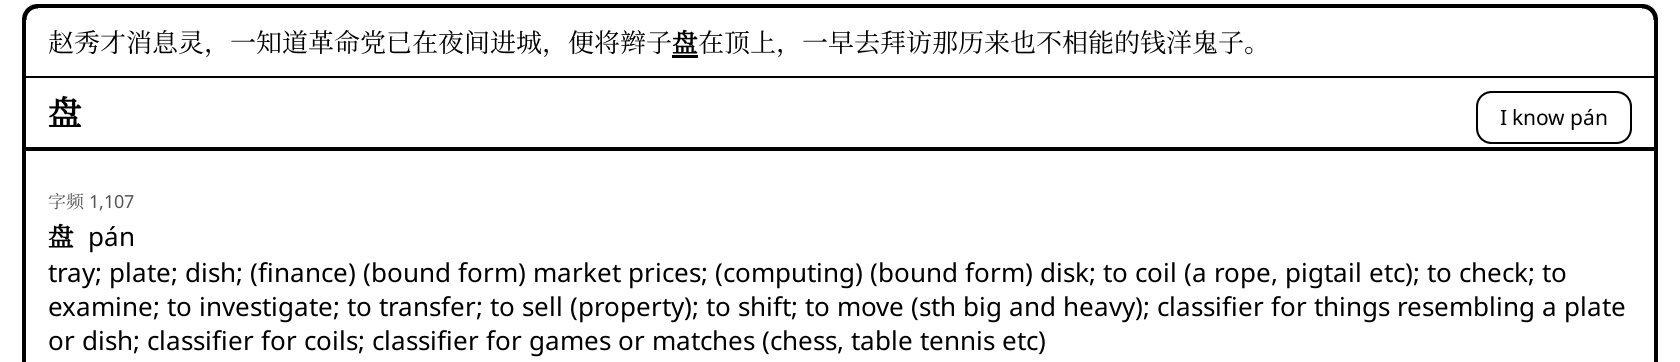 赵秀才消息灵，一知道革命党已在夜间进城，便将辫子盘在顶上，一早去拜访那历来也不相能的钱洋鬼子。
盘
I know pán
字频 1,107
盘 pán
tray; plate; dish; (finance) (bound form) market prices; (computing) (bound form) disk; to coil (a rope, pigtail etc); to check; to
examine; to investigate; to transfer; to sell (property); to shift; to move (sth big and heavy); classifier for things resembling a plate
or dish; classifier for coils; classifier for games or matches (chess, table tennis etc)